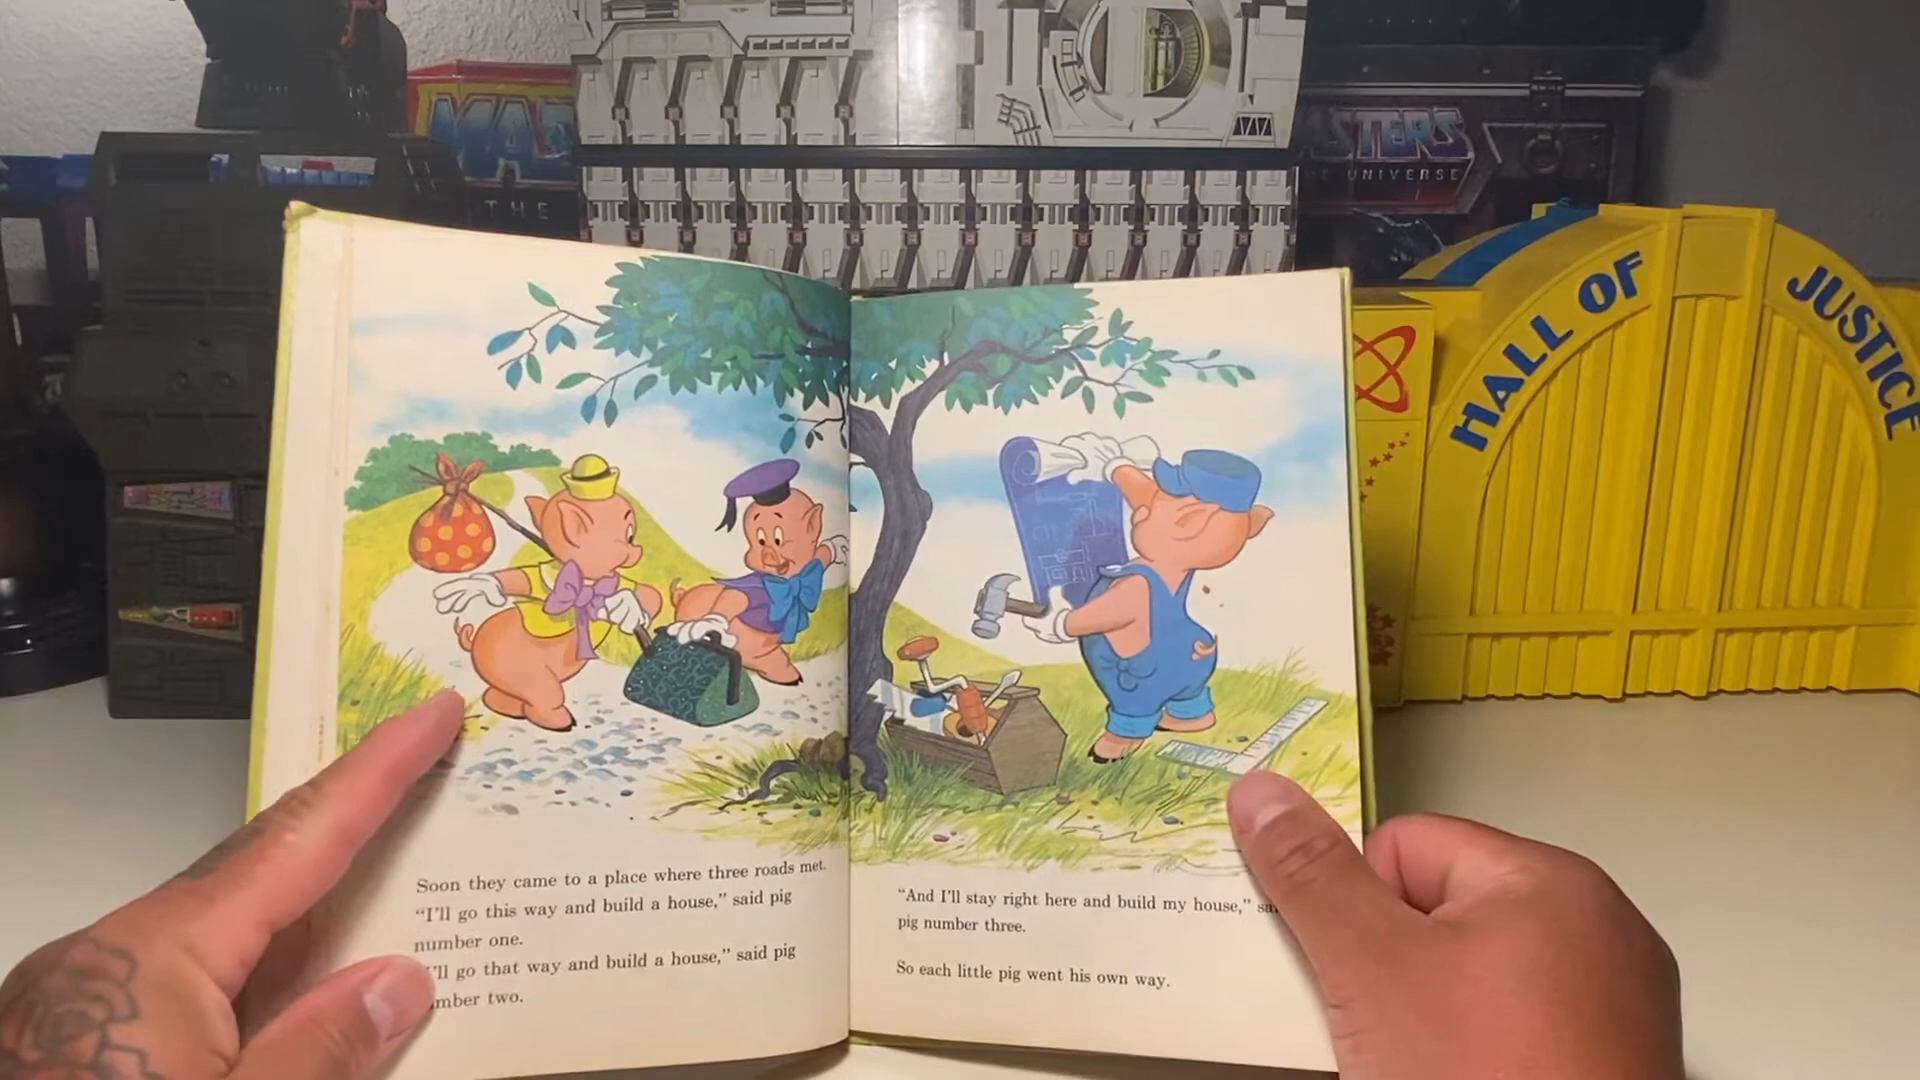 MAS
THE
STERS
UNIVERSE
HALL OF JUSTICE
Soon they came to a place where three roads met.
"I'll go this way and build a house," said pig
number one.
'll go that way and build a house," said pig
mber two.
"And I'll stay right here and build my house," sa
pig number three.
So each little pig went his own way.